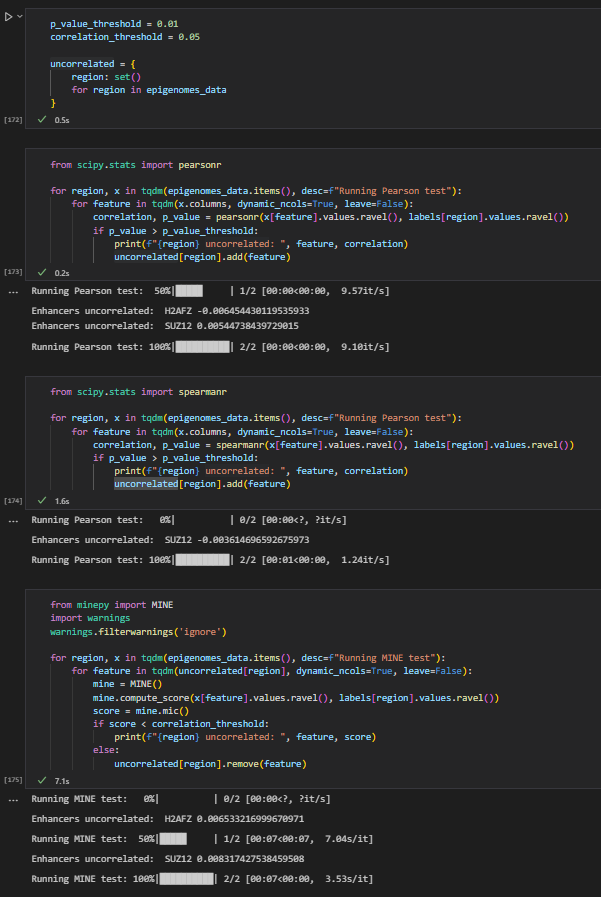 p_value_threshold = 0.01
correlation_threshold = 0.05
uncorrelated = {
    region: set()
    for region in epigenomes_data
}
[172] ✓ 0.5s
from scipy.stats import pearsonr
for region, x in tqdm(epigenomes_data.items(), desc=f"Running Pearson test"):
    for feature in tqdm(x.columns, dynamic_ncols=True, leave=False):
        correlation, p_value = pearsonr(x[feature].values.ravel(), labels[region].values.ravel())
        if p_value > p_value_threshold:
            print(f"{region} uncorrelated: ", feature, correlation)
            uncorrelated[region].add(feature)
[173] ✓ 0.2s
... Running Pearson test:  50%|█████     | 1/2 [00:00<00:00,  9.57it/s]
Enhancers uncorrelated:  H2AFZ -0.006454430119535933
Enhancers uncorrelated:  SUZ12 0.00544738439729015
Running Pearson test: 100%|██████████| 2/2 [00:00<00:00,  9.10it/s]
from scipy.stats import spearmanr
for region, x in tqdm(epigenomes_data.items(), desc=f"Running Pearson test"):
    for feature in tqdm(x.columns, dynamic_ncols=True, leave=False):
        correlation, p_value = spearmanr(x[feature].values.ravel(), labels[region].values.ravel())
        if p_value > p_value_threshold:
            print(f"{region} uncorrelated: ", feature, correlation)
            uncorrelated[region].add(feature)
[174] ✓ 1.6s
... Running Pearson test:   0%|          | 0/2 [00:00<?, ?it/s]
Enhancers uncorrelated:  SUZ12 -0.003614696592675973
Running Pearson test: 100%|██████████| 2/2 [00:01<00:00,  1.24it/s]
from minepy import MINE
import warnings
warnings.filterwarnings('ignore')
for region, x in tqdm(epigenomes_data.items(), desc=f"Running MINE test"):
    for feature in tqdm(uncorrelated[region], dynamic_ncols=True, leave=False):
        mine = MINE()
        mine.compute_score(x[feature].values.ravel(), labels[region].values.ravel())
        score = mine.mic()
        if score < correlation_threshold:
            print(f"{region} uncorrelated: ", feature, score)
        else:
            uncorrelated[region].remove(feature)
[175] ✓ 7.1s
... Running MINE test:   0%|          | 0/2 [00:00<?, ?it/s]
Enhancers uncorrelated:  H2AFZ 0.006533216999670971
Running MINE test:  50%|█████     | 1/2 [00:07<00:07,  7.04s/it]
Enhancers uncorrelated:  SUZ12 0.008317427538459508
Running MINE test: 100%|██████████| 2/2 [00:07<00:00,  3.53s/it]